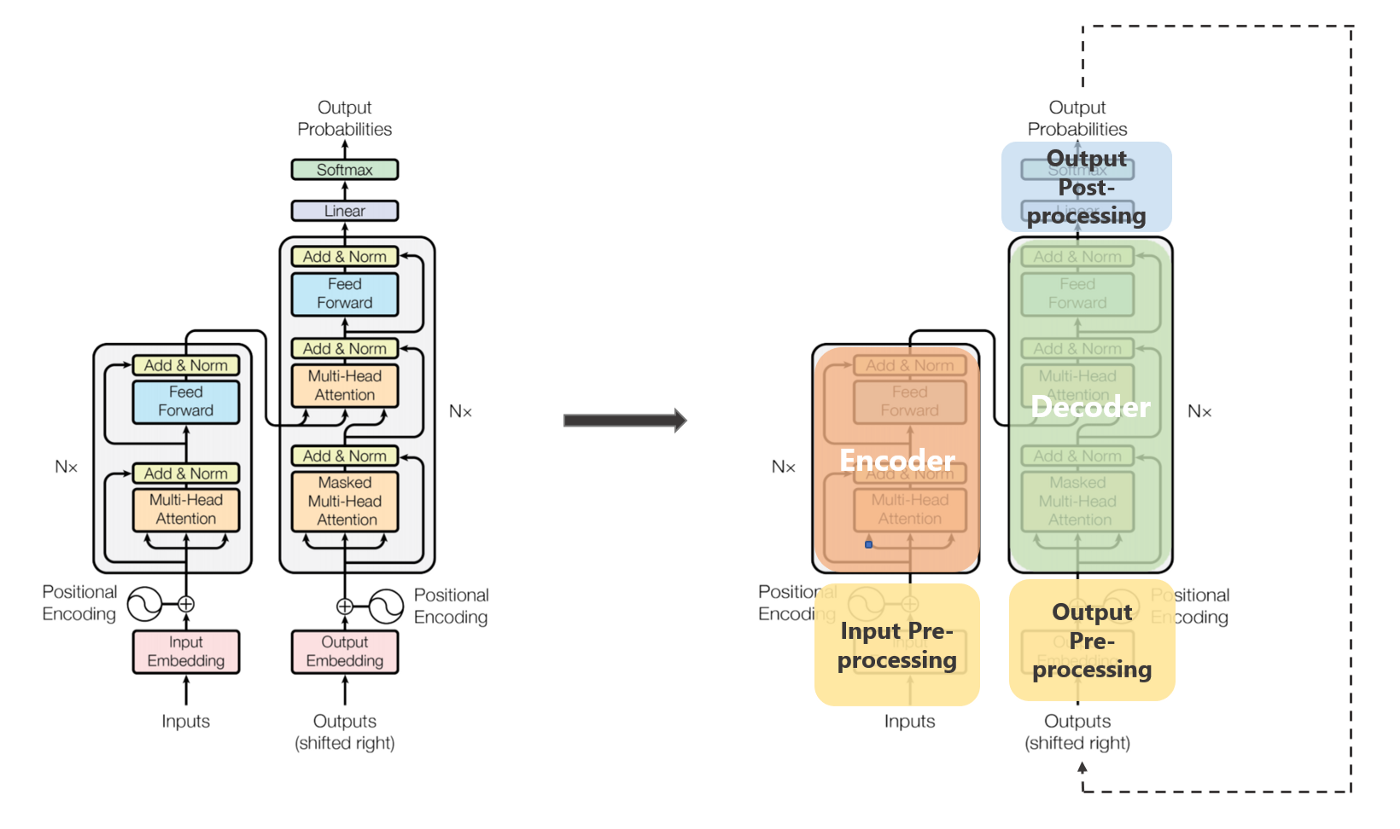 Output
Probabilities
Softmax
Linear
Add & Norm
Feed
Forward
Add & Norm
Multi-Head
Attention
Add & Norm
Masked
Multi-Head
Attention
Nx
Add & Norm
Feed
Forward
Add & Norm
Multi-Head
Attention
Nx
Positional
Encoding
Positional
Encoding
Input
Embedding
Output
Embedding
Inputs
Outputs
(shifted right)
Output
Probabilities
Softmax
Linear
Output
Post-
processing
Add & Norm
Feed
Forward
Add & Norm
Multi-Head
Attention
Decoder
Add & Norm
Masked
Multi-Head
Attention
Nx
Add & Norm
Feed
Forward
Encoder
Add & Norm
Multi-Head
Attention
Nx
Positional
Encoding
Input
Embedding
Input Pre-
processing
Positional
Encoding
Output
Embedding
Output
Pre-
processing
Inputs
Outputs
(shifted right)